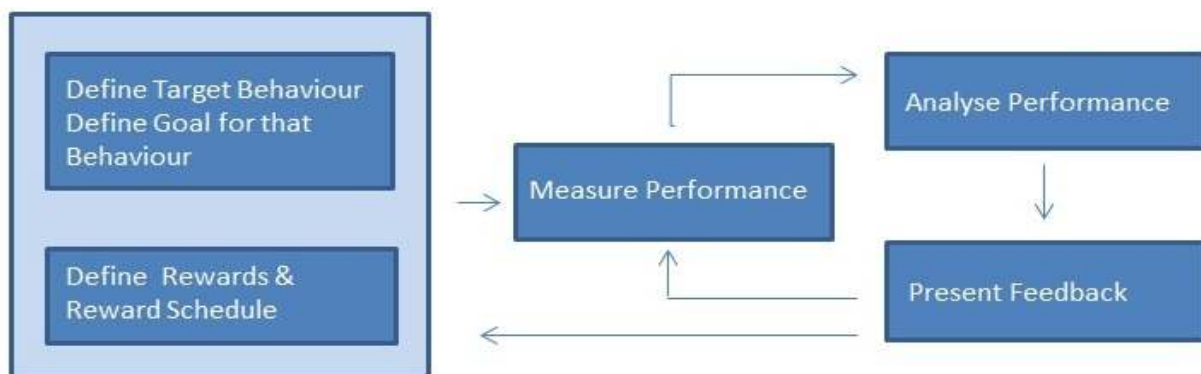 Define Target Behaviour
Define Goal for that
Behaviour
Define Rewards &
Reward Schedule
Measure Performance
Analyse Performance
Present Feedback